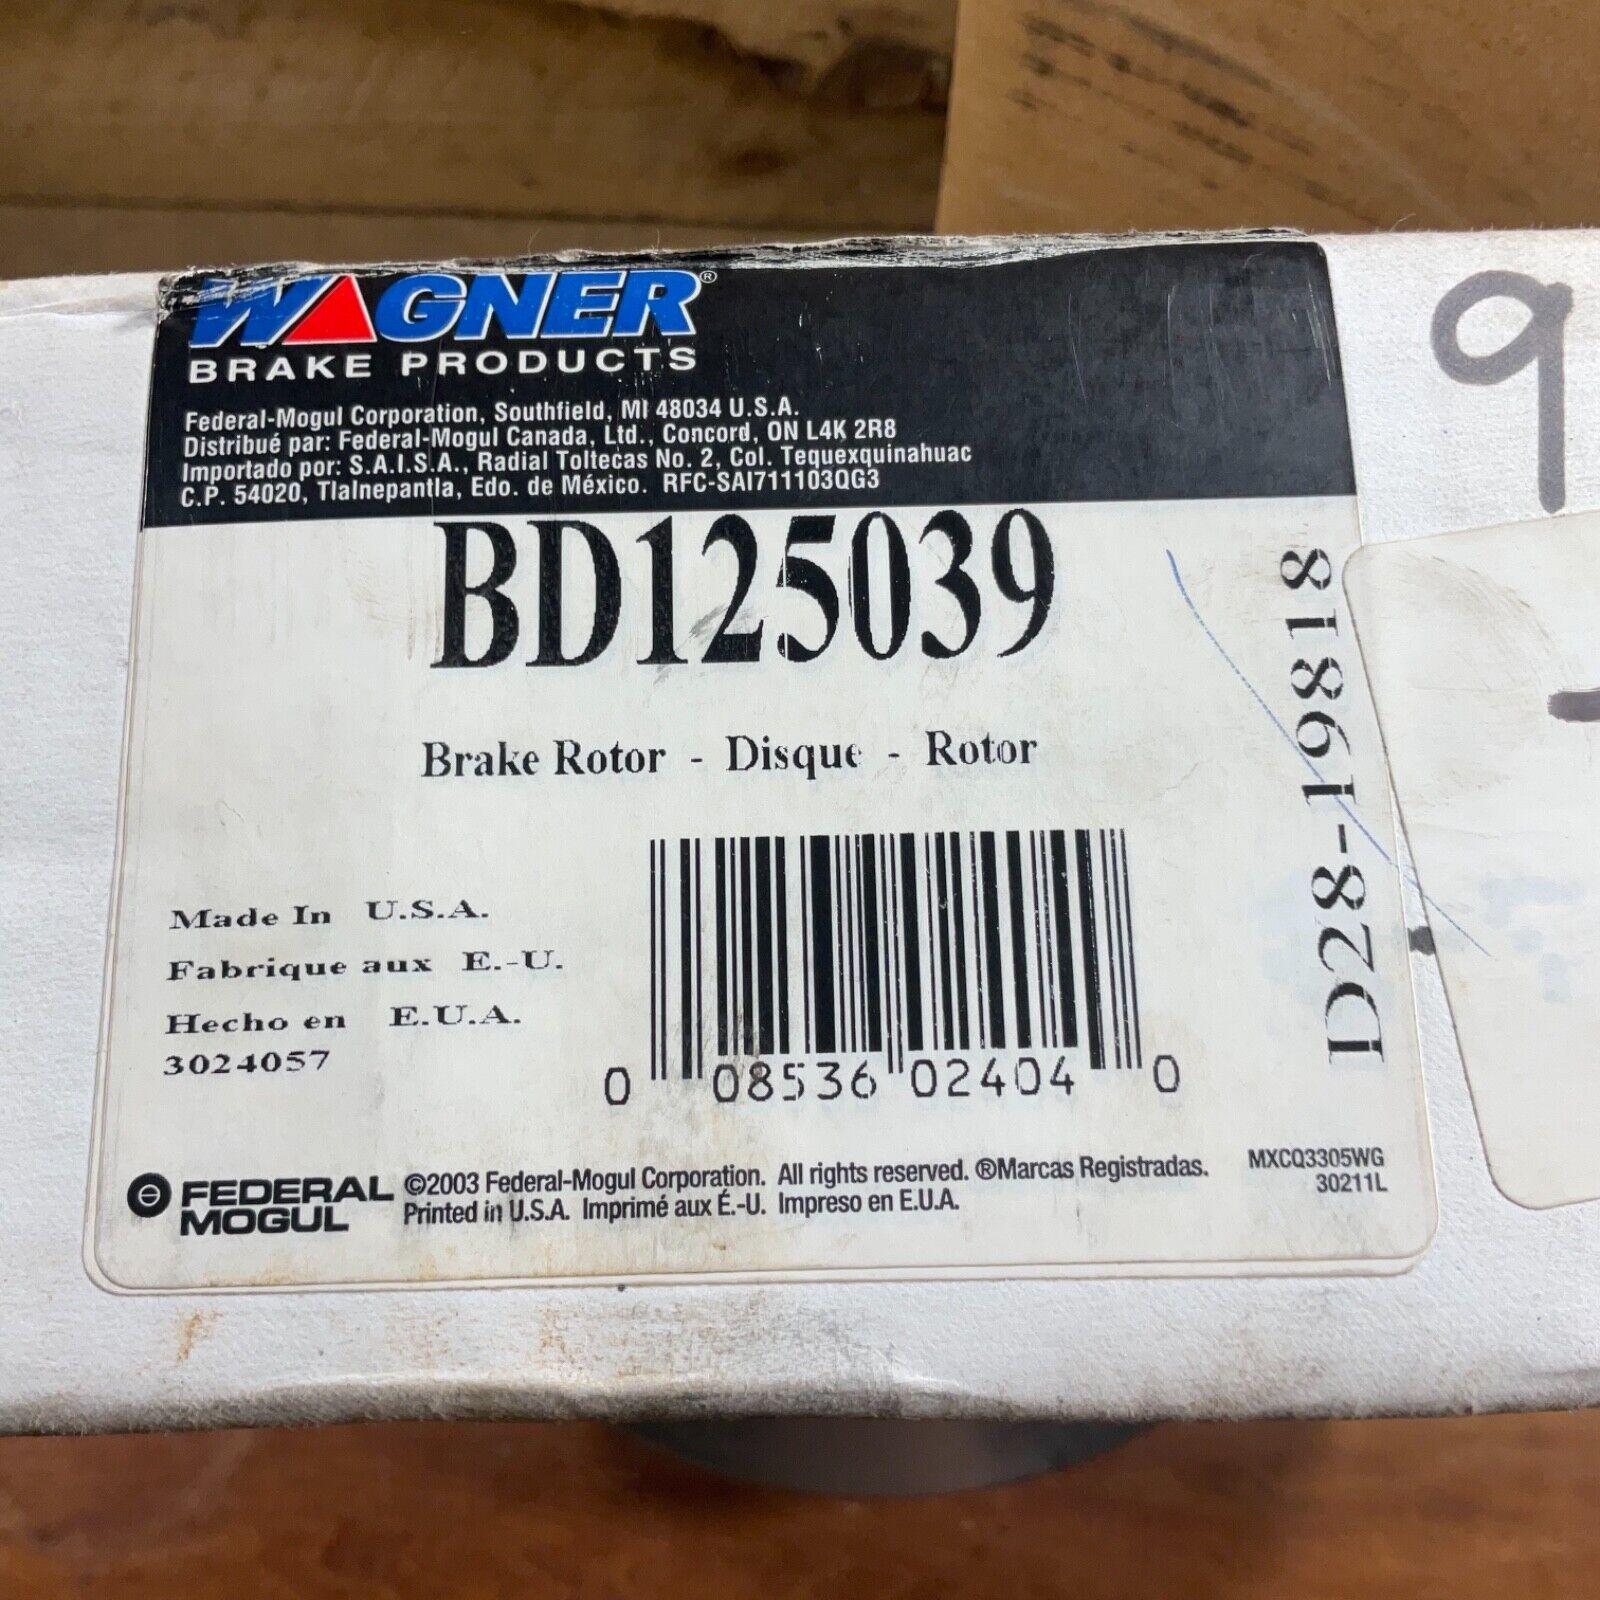 WAGNER®
BRAKE PRODUCTS
Federal-Mogul Corporation, Southfield, MI 48034 U.S.A.
Distribué par: Federal-Mogul Canada, Ltd., Concord, ON L4K 2R8
Importado por: S.A.I.S.A., Radial Toltecas No. 2, Col. Tequexquinahuac
C.P. 54020, Tlalnepantla, Edo. de México. RFC-SAI711103QG3
BD125039
Brake Rotor - Disque - Rotor
Made In U.S.A.
Fabrique aux E.-U.
Hecho en E.U.A.
3024057
0 08536 02404 0
D28-19818
9
FEDERAL
MOGUL
©2003 Federal-Mogul Corporation. All rights reserved. ®Marcas Registradas.
Printed in U.S.A. Imprimé aux É.-U. Impreso en E.U.A.
MXCQ3305WG
30211L